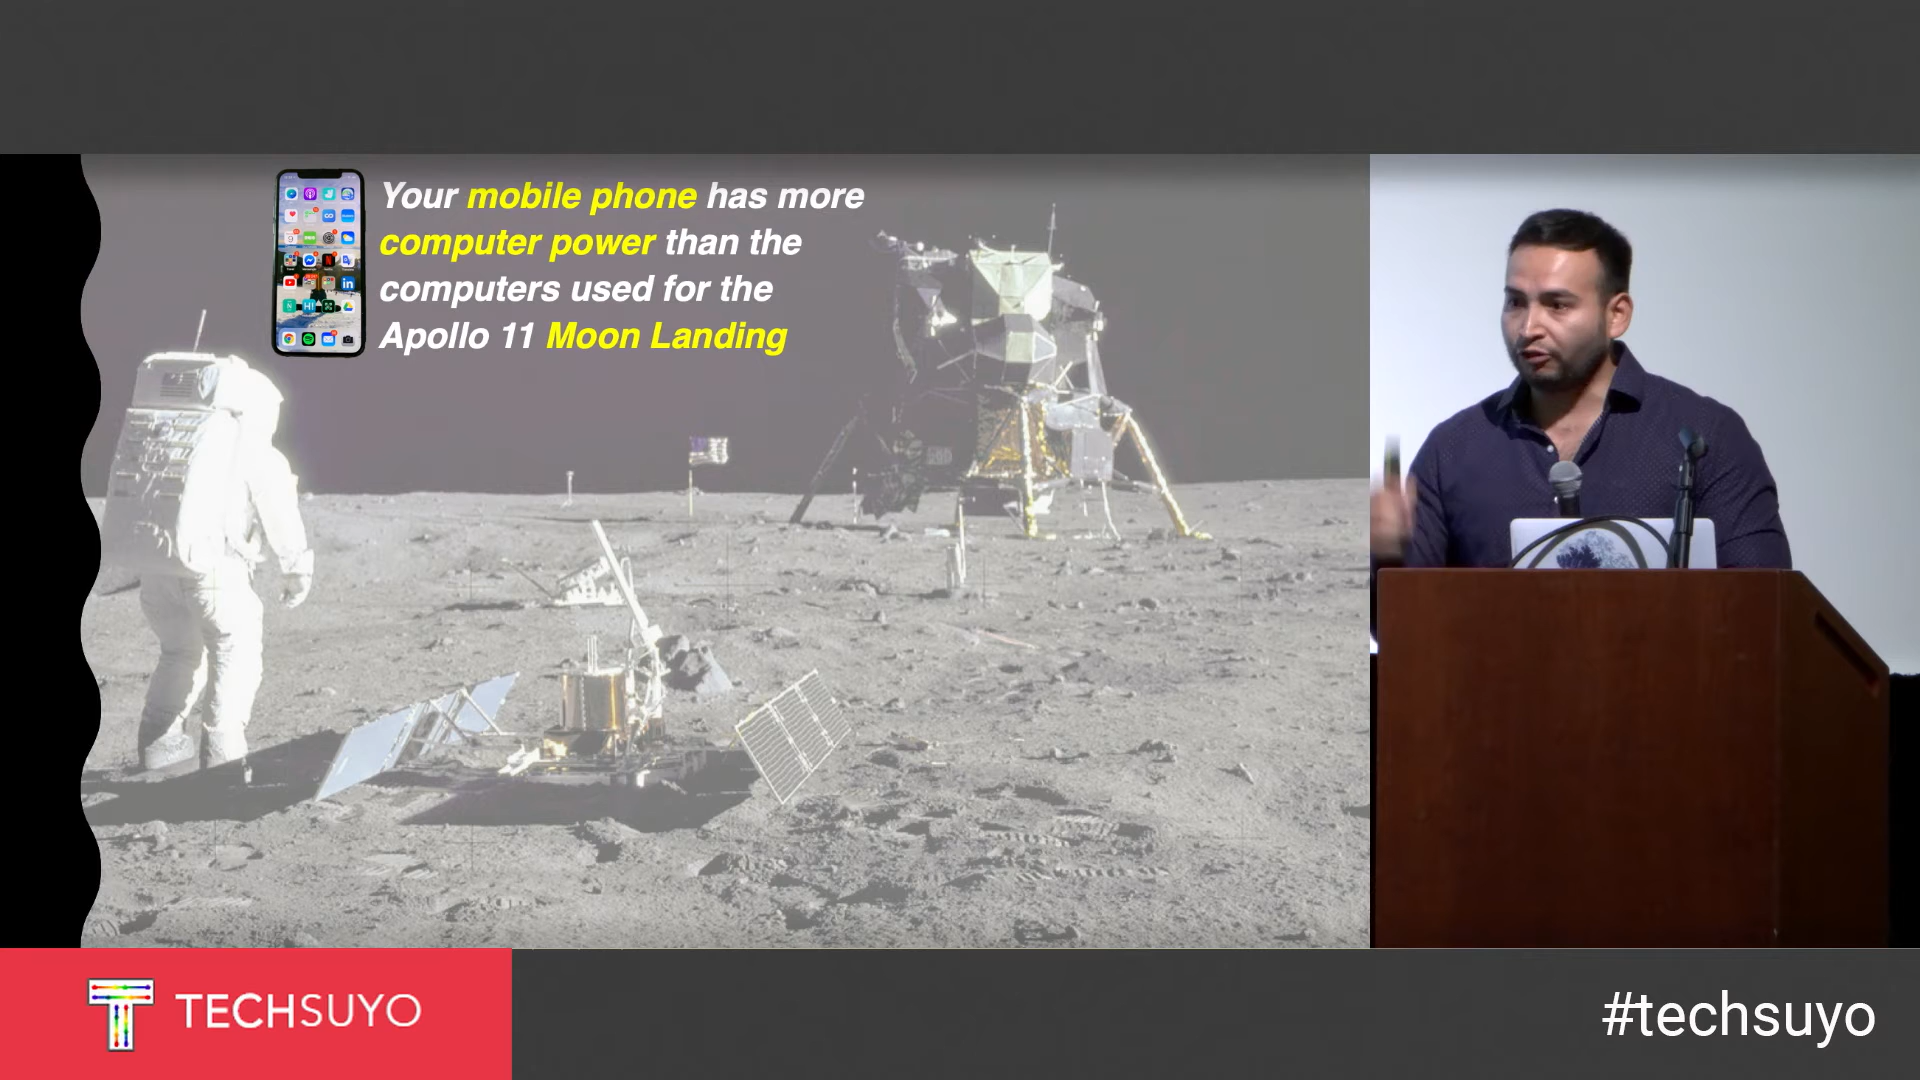 Your mobile phone has more
computer power than the
computers used for the
Apollo 11 Moon Landing
TECHSUYO
#techsuyo